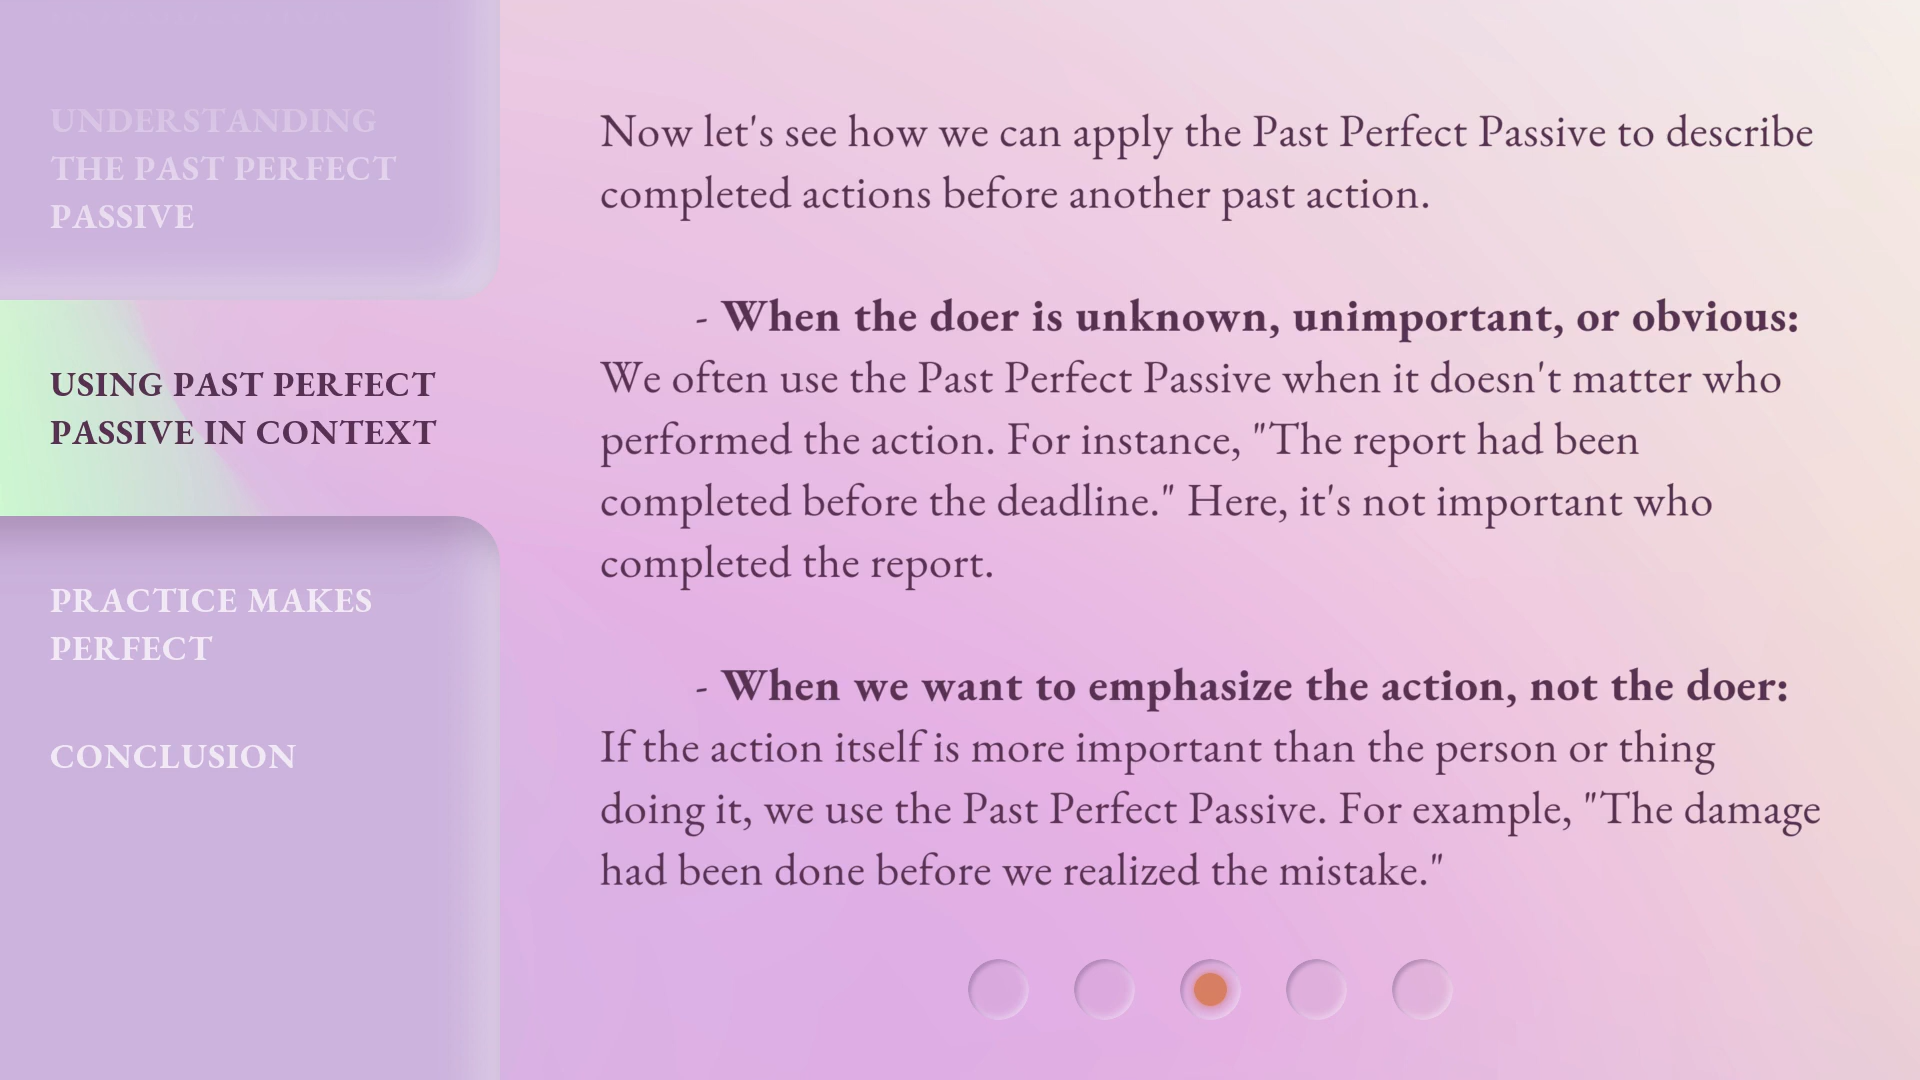 UNDERSTANDING
THE PAST PERFECT
PASSIVE
USING PAST PERFECT
PASSIVE IN CONTEXT
PRACTICE MAKES
PERFECT
CONCLUSION
Now let's see how we can apply the Past Perfect Passive to describe
completed actions before another past action.
- When the doer is unknown, unimportant, or obvious:
We often use the Past Perfect Passive when it doesn't matter who
performed the action. For instance, "The report had been
completed before the deadline." Here, it's not important who
completed the report.
- When we want to emphasize the action, not the doer:
If the action itself is more important than the person or thing
doing it, we use the Past Perfect Passive. For example, "The damage
had been done before we realized the mistake."